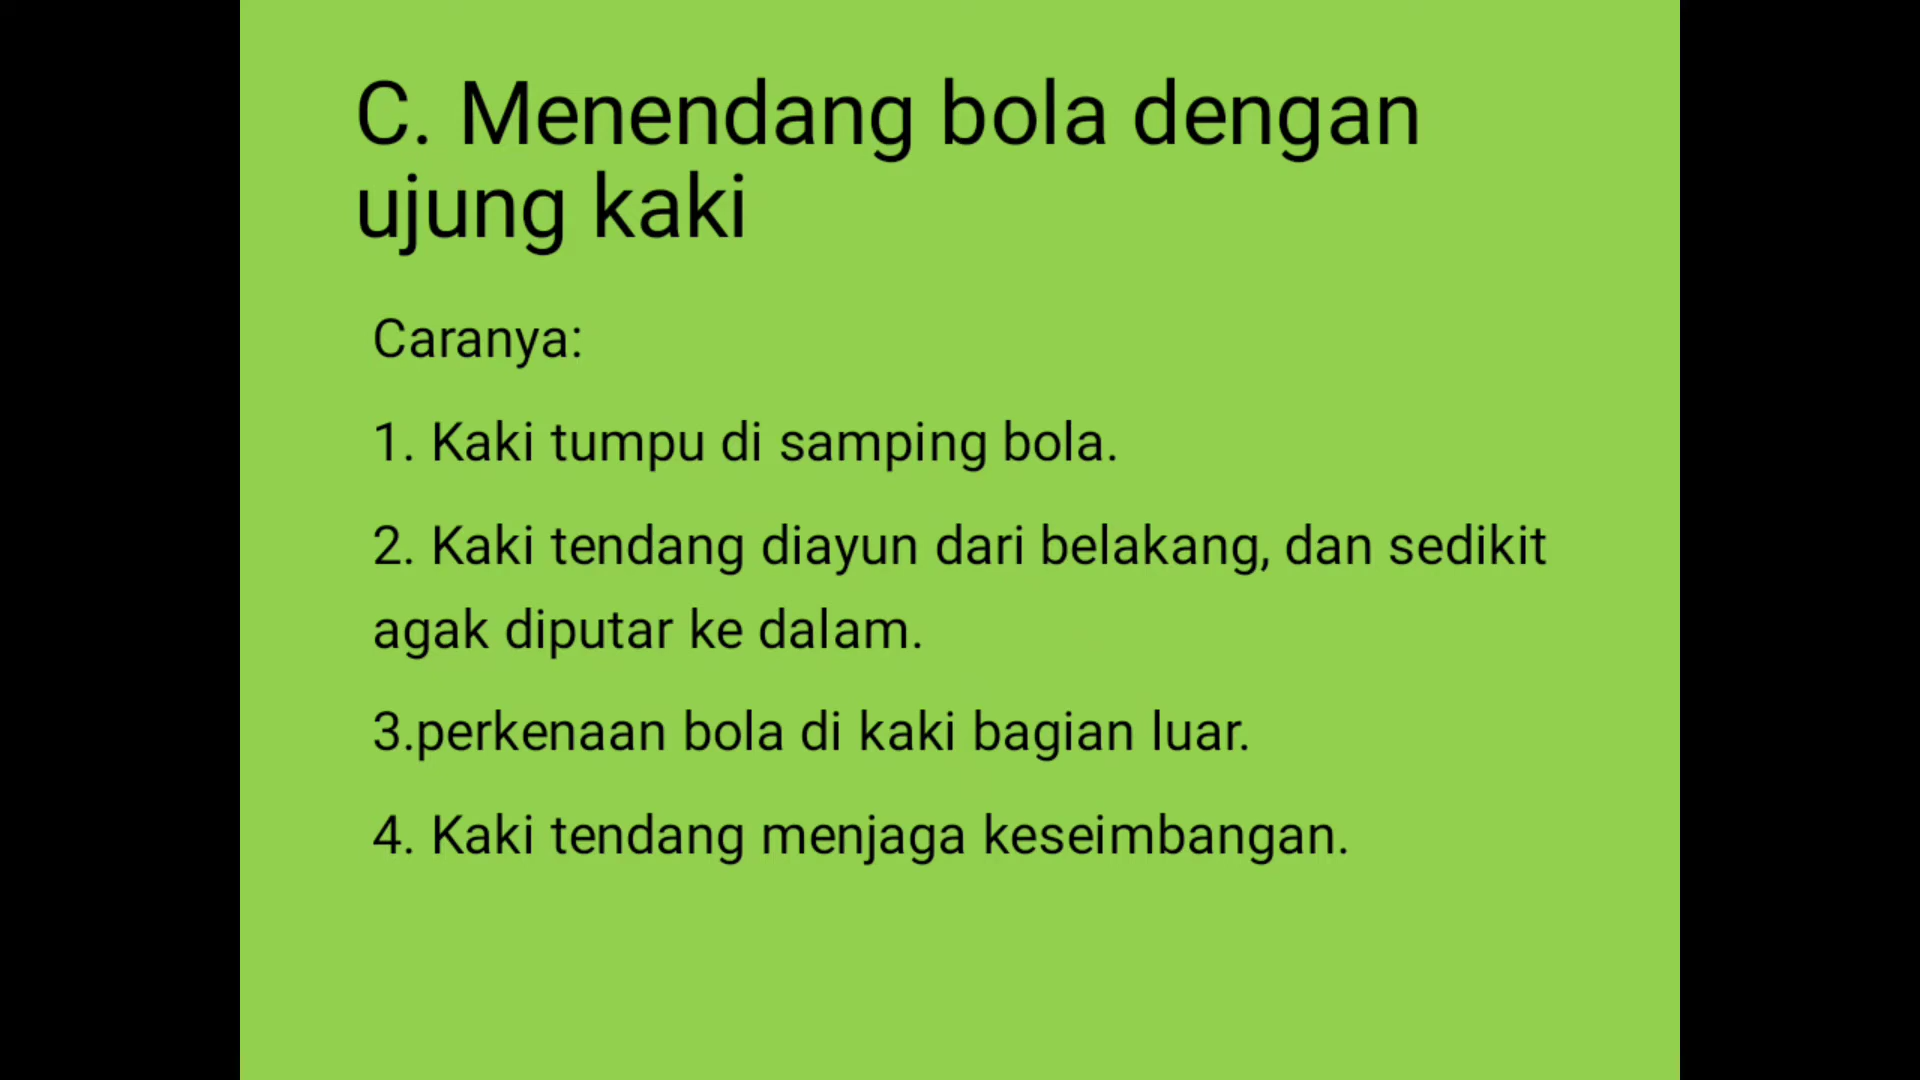 C. Menendang bola dengan
ujung kaki
Caranya:
1. Kaki tumpu di samping bola.
2. Kaki tendang diayun dari belakang, dan sedikit
agak diputar ke dalam.
3.perkenaan bola di kaki bagian luar.
4. Kaki tendang menjaga keseimbangan.